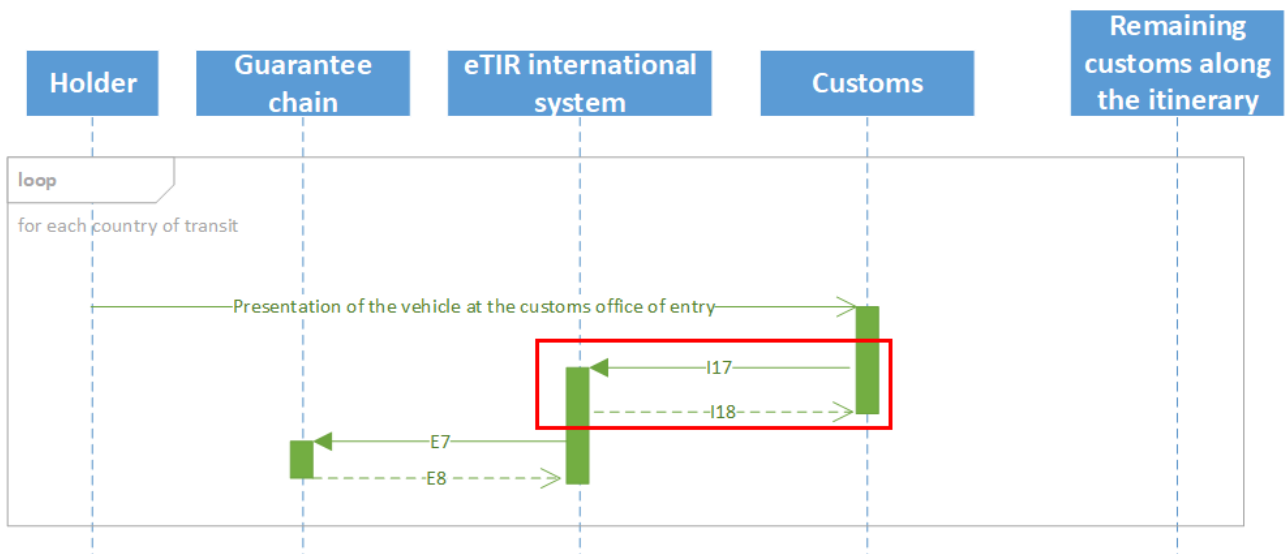 Holder
Guarantee
chain
eTIR international
system
Customs
Remaining
customs along
the itinerary
loop
for each country of transit
Presentation of the vehicle at the customs office of entry
I17
I18
E7
E8